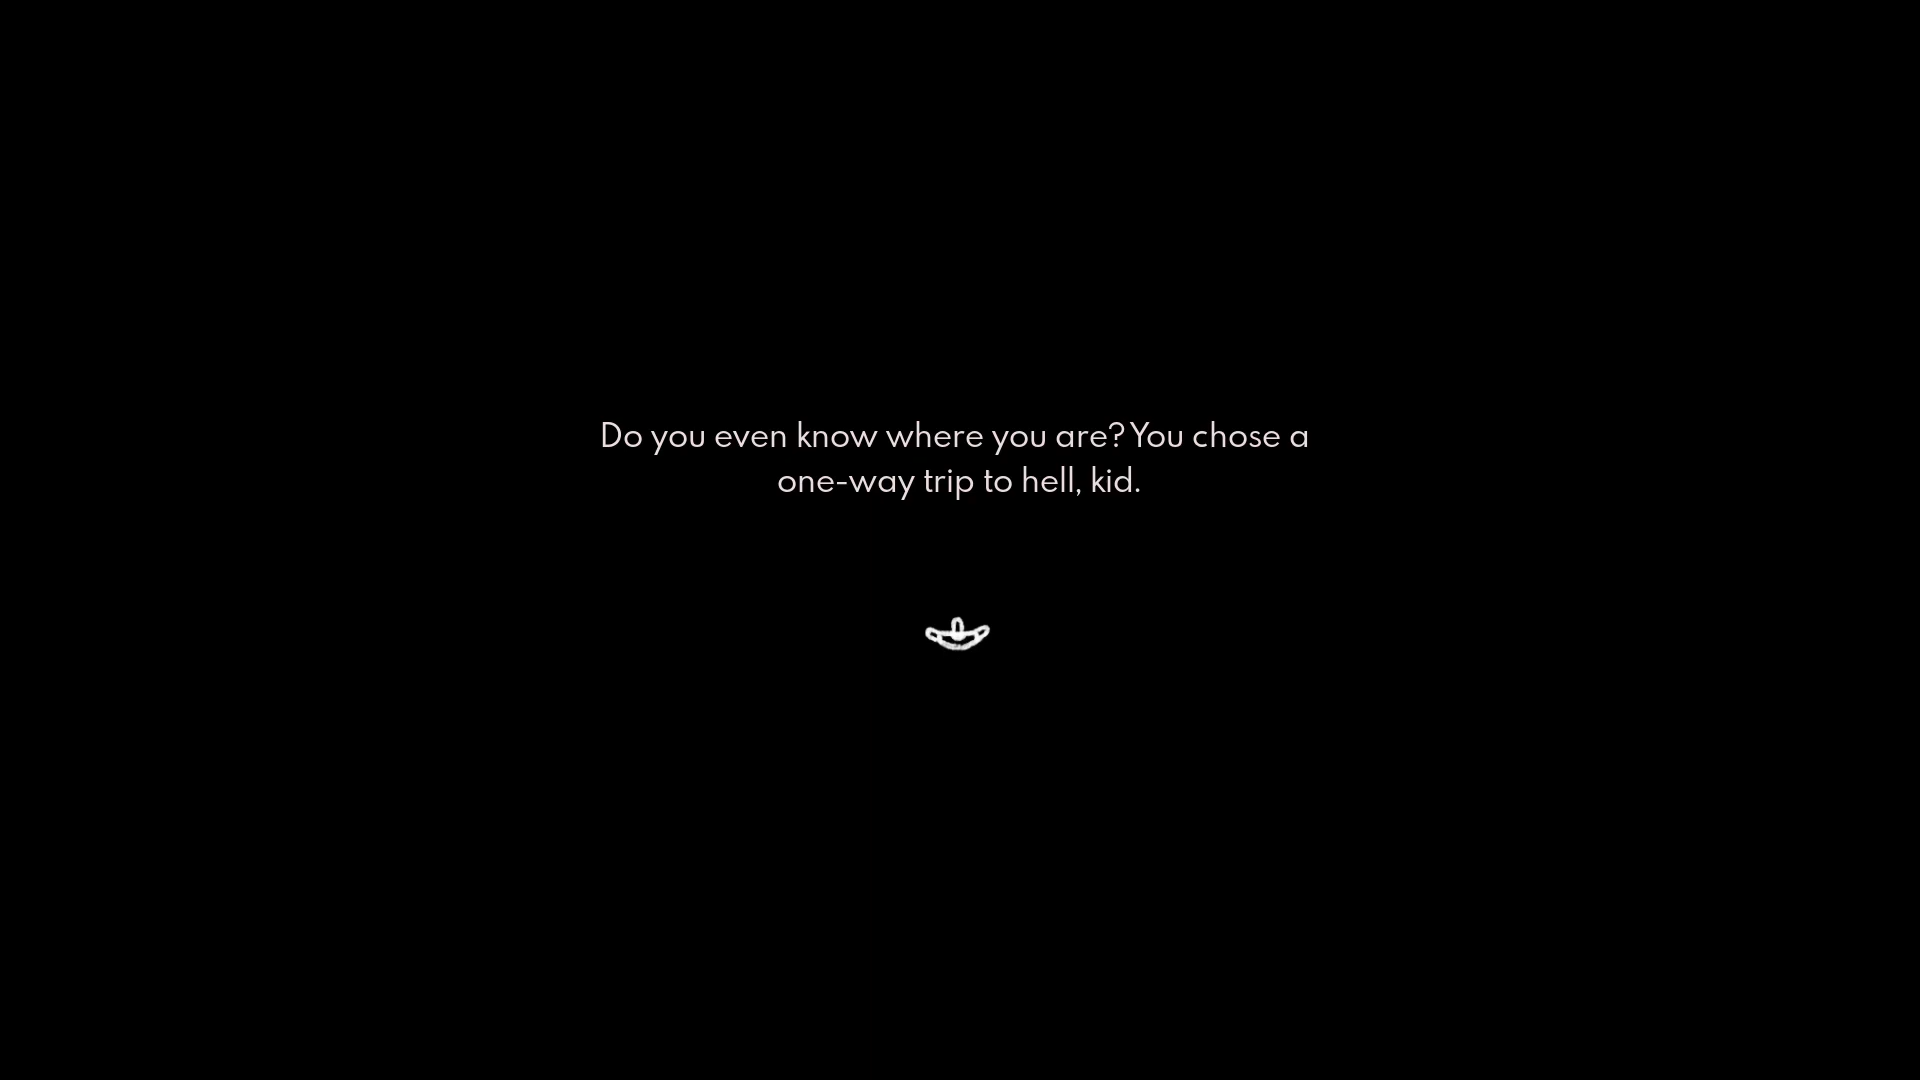 Do you even know where you are? You chose a
one-way trip to hell, kid.